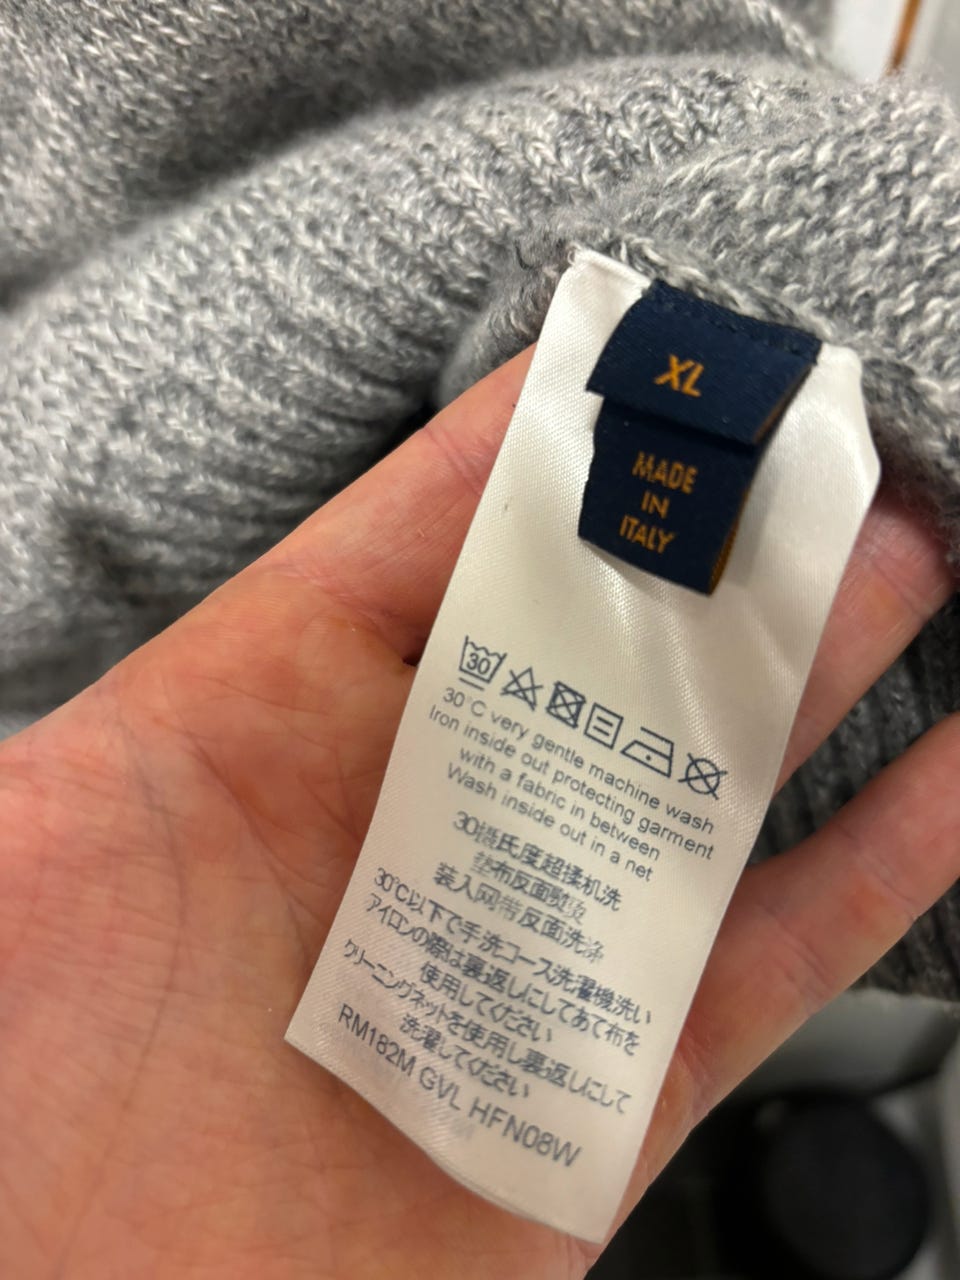 XL
MADE
IN
ITALY
30
30°C very gentle machine wash
Iron inside out protecting garment
with a fabric in between
Wash inside out in a net
30摄氏度超揉机洗
垫布反面熨烫
装入网带反面洗涤
30℃以下で手洗コース洗濯機洗い
アイロンの際は裏返しにしてあて布を
使用してください
クリーニングネットを使用し裏返しにして
洗濯してください
RM182M GVL HFN08W